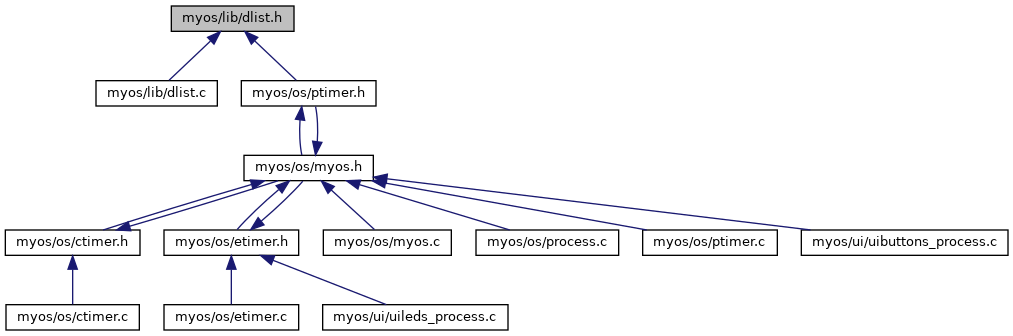 myos/lib/dlist.h
myos/lib/dlist.c
myos/os/ptimer.h
myos/os/myos.h
myos/os/ctimer.h
myos/os/etimer.h
myos/os/myos.c
myos/os/process.c
myos/os/ptimer.c
myos/ui/uibuttons_process.c
myos/os/ctimer.c
myos/os/etimer.c
myos/ui/uileds_process.c